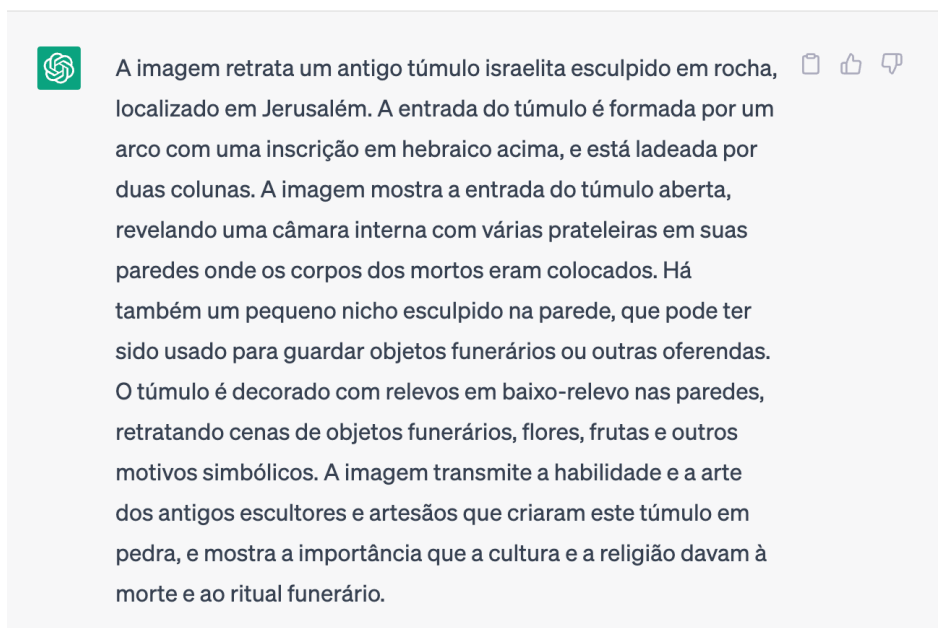 A imagem retrata um antigo túmulo israelita esculpido em rocha,
localizado em Jerusalém. A entrada do túmulo é formada por um
arco com uma inscrição em hebraico acima, e está ladeada por
duas colunas. A imagem mostra a entrada do túmulo aberta,
revelando uma câmara interna com várias prateleiras em suas
paredes onde os corpos dos mortos eram colocados. Há
também um pequeno nicho esculpido na parede, que pode ter
sido usado para guardar objetos funerários ou outras oferendas.
O túmulo é decorado com relevos em baixo-relevo nas paredes,
retratando cenas de objetos funerários, flores, frutas e outros
motivos simbólicos. A imagem transmite a habilidade e a arte
dos antigos escultores e artesãos que criaram este túmulo em
pedra, e mostra a importância que a cultura e a religião davam à
morte e ao ritual funerário.